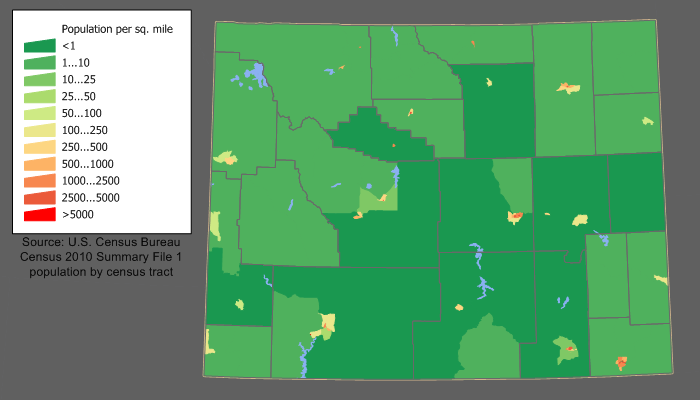 Population per sq. mile
<1
1...10
10...25
25...50
50...100
100...250
250...500
500...1000
1000...2500
2500...5000
>5000
Source: U.S. Census Bureau
Census 2010 Summary File 1
population by census tract